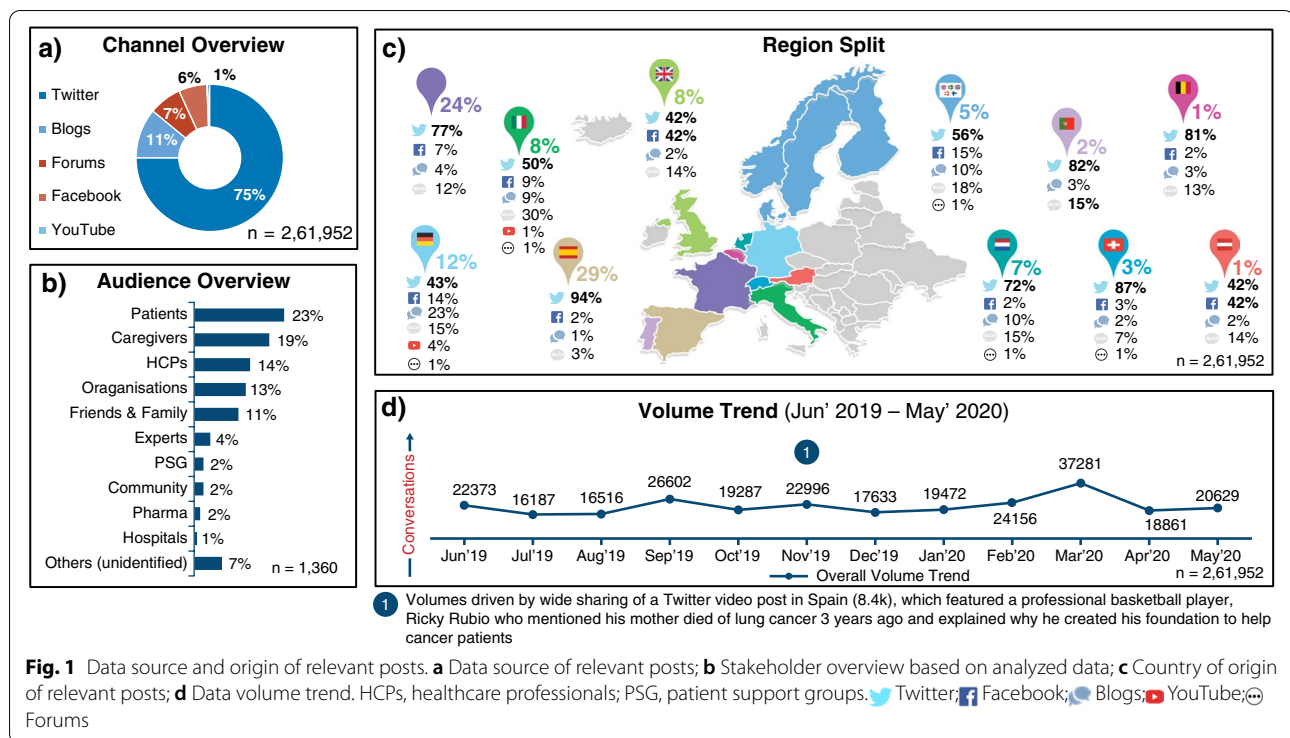 a) Channel Overview
Twitter
Blogs
Forums
Facebook
YouTube
1%
6%
7%
11%
75%
n = 2,61,952
b) Audience Overview
Patients 23%
Caregivers 19%
HCPs 14%
Oraganisations 13%
Friends & Family 11%
Experts 4%
PSG 2%
Community 2%
Pharma 2%
Hospitals 1%
Others (unidentified) 7%
n = 1,360
c) Region Split
24%
77%
7%
4%
12%
8%
50%
9%
9%
30%
1%
1%
8%
42%
42%
2%
14%
5%
56%
15%
10%
18%
1%
2%
82%
3%
15%
1%
81%
2%
3%
13%
12%
43%
14%
23%
15%
4%
1%
29%
94%
2%
1%
3%
7%
72%
2%
10%
15%
1%
3%
87%
3%
2%
7%
1%
1%
42%
42%
2%
14%
n = 2,61,952
d) Volume Trend (Jun' 2019 – May' 2020)
Conversations
1
22373 16187 16516 26602 19287 22996 17633 19472 24156 37281 18861 20629
Jun'19 Jul'19 Aug'19 Sep'19 Oct'19 Nov'19 Dec'19 Jan'20 Feb'20 Mar'20 Apr'20 May'20
Overall Volume Trend
n = 2,61,952
1 Volumes driven by wide sharing of a Twitter video post in Spain (8.4k), which featured a professional basketball player,
Ricky Rubio who mentioned his mother died of lung cancer 3 years ago and explained why he created his foundation to help
cancer patients
Fig. 1 Data source and origin of relevant posts. a Data source of relevant posts; b Stakeholder overview based on analyzed data; c Country of origin
of relevant posts; d Data volume trend. HCPs, healthcare professionals; PSG, patient support groups. Twitter; Facebook; Blogs; YouTube;
Forums